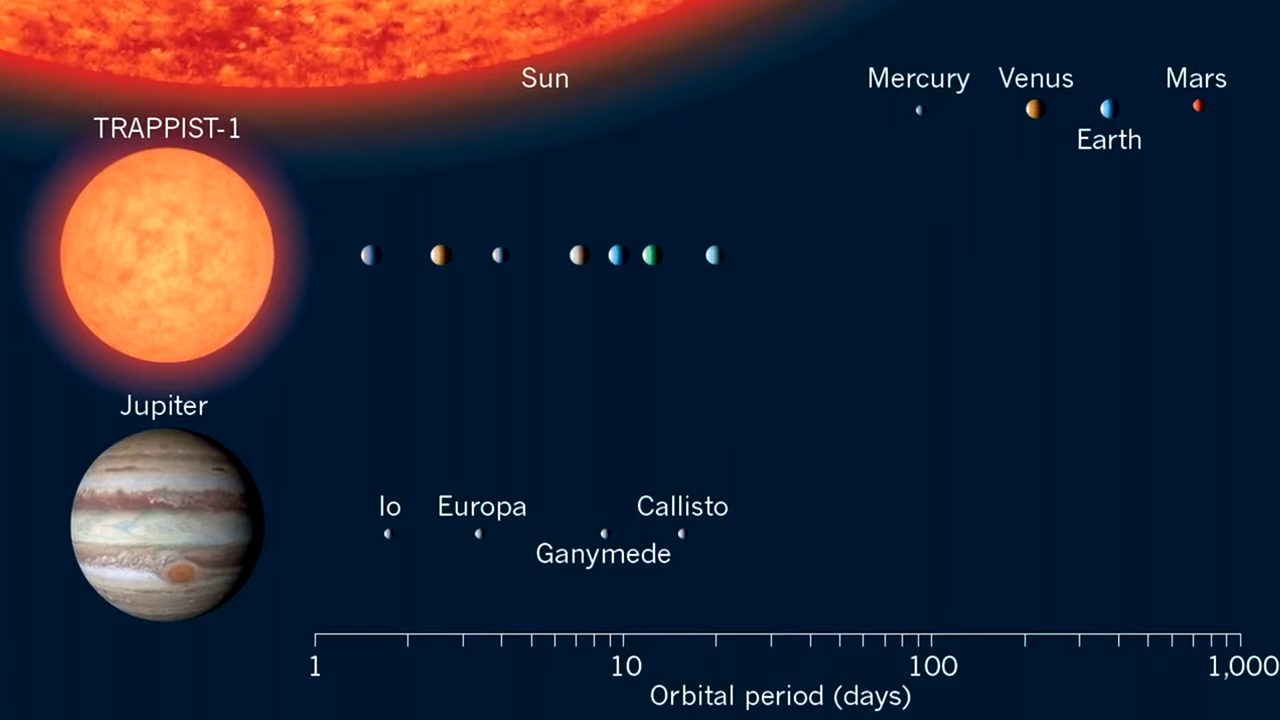 Sun
Mercury Venus Mars
Earth
TRAPPIST-1
Jupiter
Io Europa Callisto
Ganymede
1 10 100 1,000
Orbital period (days)